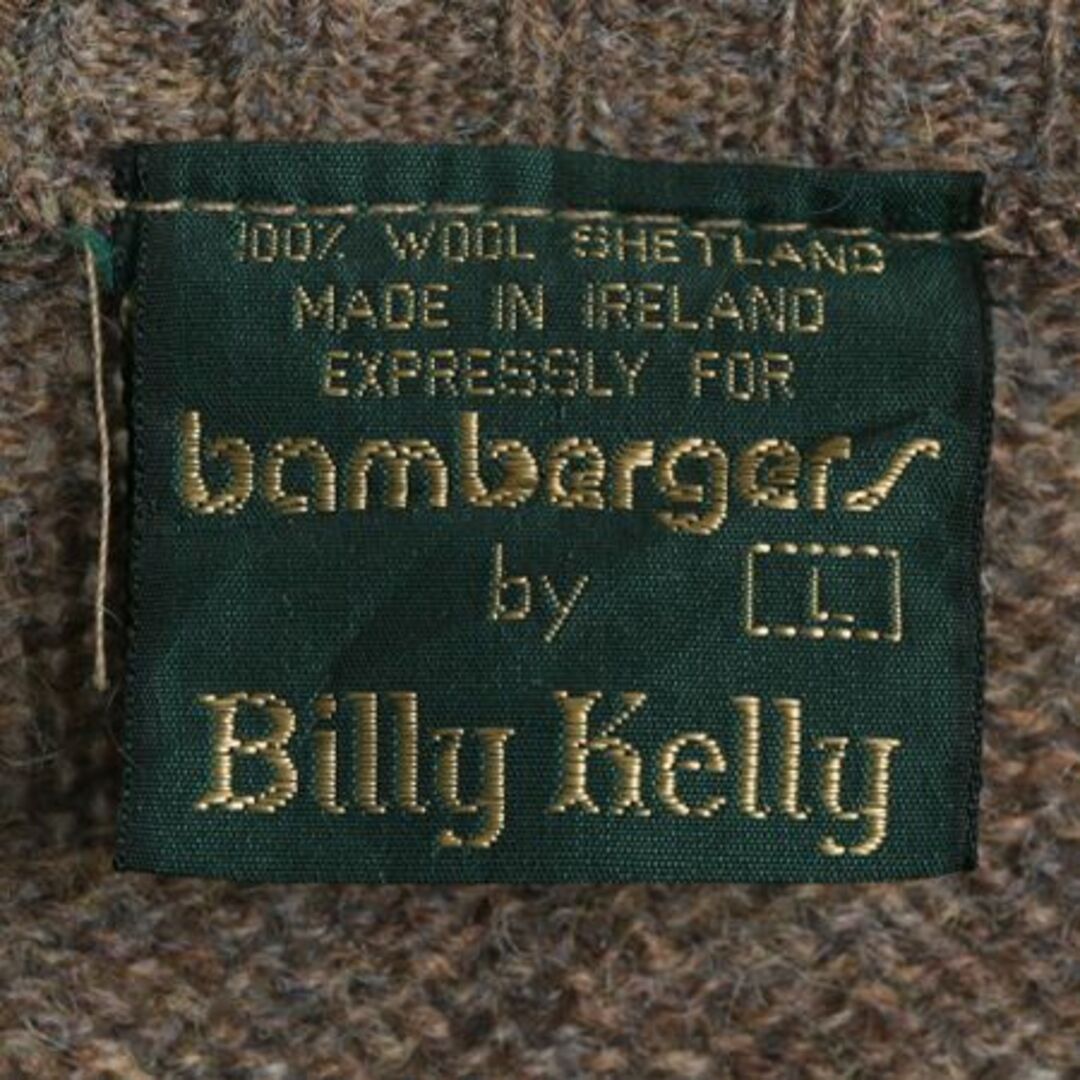 100% WOOL SHETLAND
MADE IN IRELAND
EXPRESSLY FOR
bambergers
by L
Billy Kelly